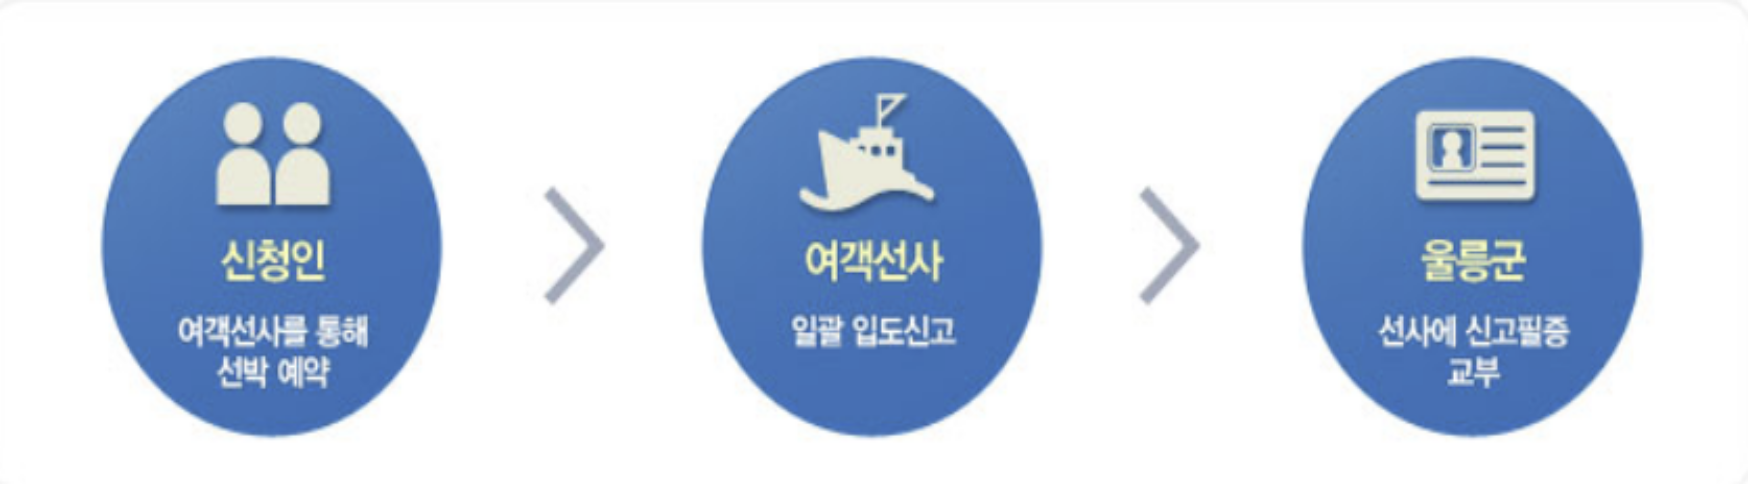 신청인
여객선사를 통해
선박 예약
여객선사
일괄 입도신고
울릉군
선사에 신고필증
교부